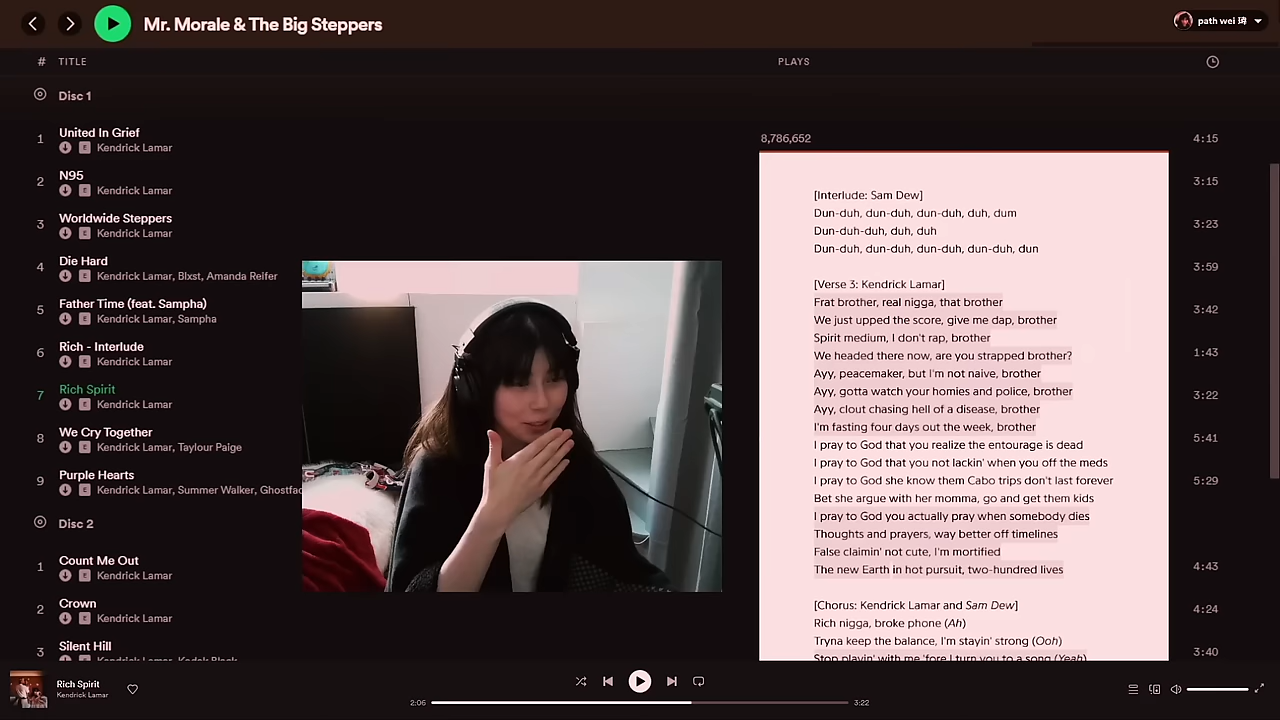 Mr. Morale & The Big Steppers
path wei 瑋
# TITLE
PLAYS
Disc 1
1
United In Grief
E Kendrick Lamar
8,786,652
4:15
2
N95
E Kendrick Lamar
3:15
3
Worldwide Steppers
E Kendrick Lamar
3:23
4
Die Hard
E Kendrick Lamar, Blxst, Amanda Reifer
3:59
5
Father Time (feat. Sampha)
E Kendrick Lamar, Sampha
3:42
6
Rich - Interlude
E Kendrick Lamar
1:43
7
Rich Spirit
E Kendrick Lamar
3:22
8
We Cry Together
E Kendrick Lamar, Taylour Paige
5:41
9
Purple Hearts
E Kendrick Lamar, Summer Walker, Ghostfac
5:29
Disc 2
1
Count Me Out
E Kendrick Lamar
4:43
2
Crown
E Kendrick Lamar
4:24
3
Silent Hill
Kendrick Lamar, Kodak Black
3:40
[Interlude: Sam Dew]
Dun-duh, dun-duh, dun-duh, duh, dum
Dun-duh-duh, duh, duh
Dun-duh, dun-duh, dun-duh, dun-duh, dun
[Verse 3: Kendrick Lamar]
Frat brother, real nigga, that brother
We just upped the score, give me dap, brother
Spirit medium, I don't rap, brother
We headed there now, are you strapped brother?
Ayy, peacemaker, but I'm not naive, brother
Ayy, gotta watch your homies and police, brother
Ayy, clout chasing hell of a disease, brother
I'm fasting four days out the week, brother
I pray to God that you realize the entourage is dead
I pray to God that you not lackin' when you off the meds
I pray to God she know them Cabo trips don't last forever
Bet she argue with her momma, go and get them kids
I pray to God you actually pray when somebody dies
Thoughts and prayers, way better off timelines
False claimin' not cute, I'm mortified
The new Earth in hot pursuit, two-hundred lives
[Chorus: Kendrick Lamar and Sam Dew]
Rich nigga, broke phone (Ah)
Tryna keep the balance, I'm stayin' strong (Ooh)
Stop playin' with me 'fore I turn you to a song (Yeah)
Rich Spirit
Kendrick Lamar
2:06
3:22